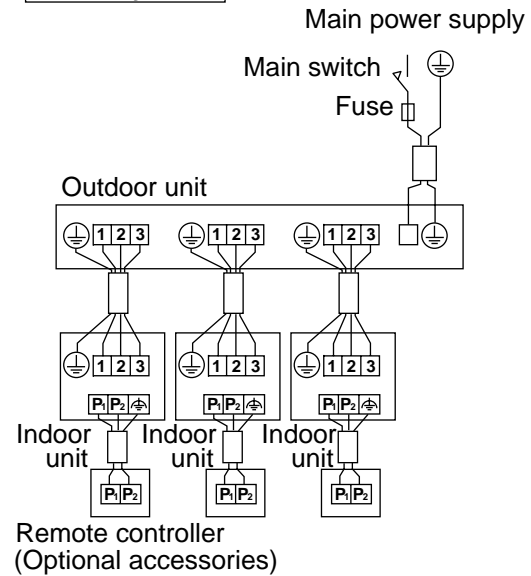 Main power supply
Main switch
Fuse
Outdoor unit
1 2 3 1 2 3 1 2 3
1 2 3 1 2 3 1 2 3
P1 P2 P1 P2 P1 P2
Indoor unit Indoor unit Indoor unit
P1 P2 P1 P2 P1 P2
Remote controller
(Optional accessories)